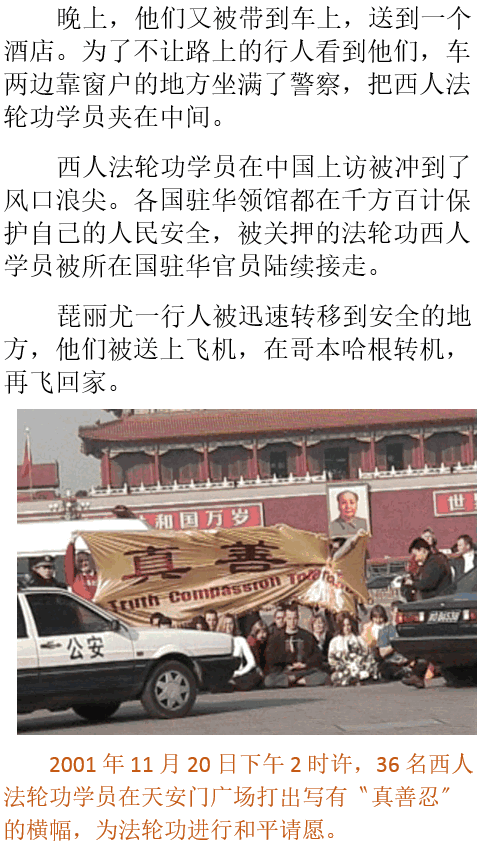 晚上，他们又被带到车上，送到一个
酒店。为了不让路上的行人看到他们，车
两边靠窗户的地方坐满了警察，把西人法
轮功学员夹在中间。
西人法轮功学员在中国上访被冲到了
风口浪尖。各国驻华领馆都在千方百计保
护自己的人民安全，被关押的法轮功西人
学员被所在国驻华官员陆续接走。
琵丽尤一行人被迅速转移到安全的地
方，他们被送上飞机，在哥本哈根转机，
再飞回家。
和国万岁
世
真 善
Truth Compassion
公安
2001 年 11 月 20 日下午 2 时许，36 名西人
法轮功学员在天安门广场打出写有〝真善忍〞
的横幅，为法轮功进行和平请愿。